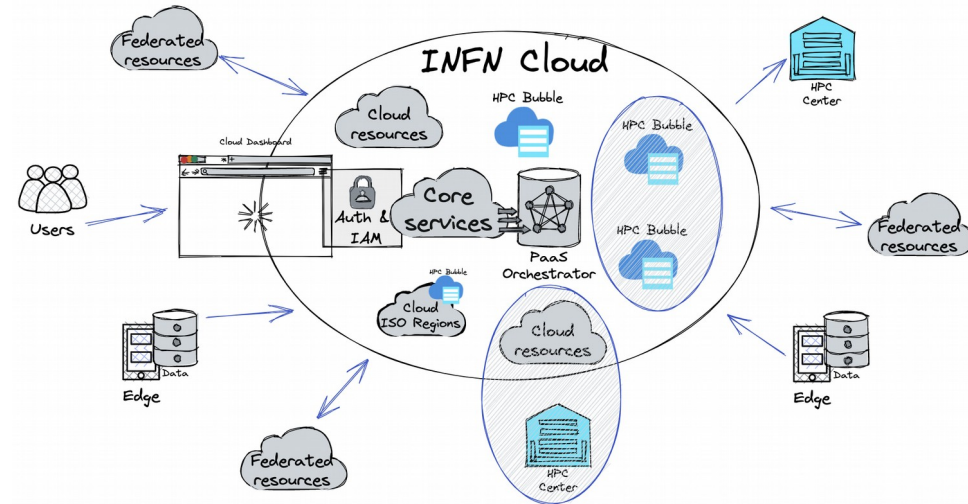 Federated
resources
INFN Cloud
HPC
Center
HPC Bubble
Cloud
resources
HPC Bubble
Cloud Dashboard
Users
Auth &
IAM
Core
services
PaaS
Orchestrator
HPC Bubble
Federated
resources
HPC Bubble
Cloud
ISO Regions
Cloud
resources
Data
Edge
Data
Edge
Federated
resources
HPC
Center